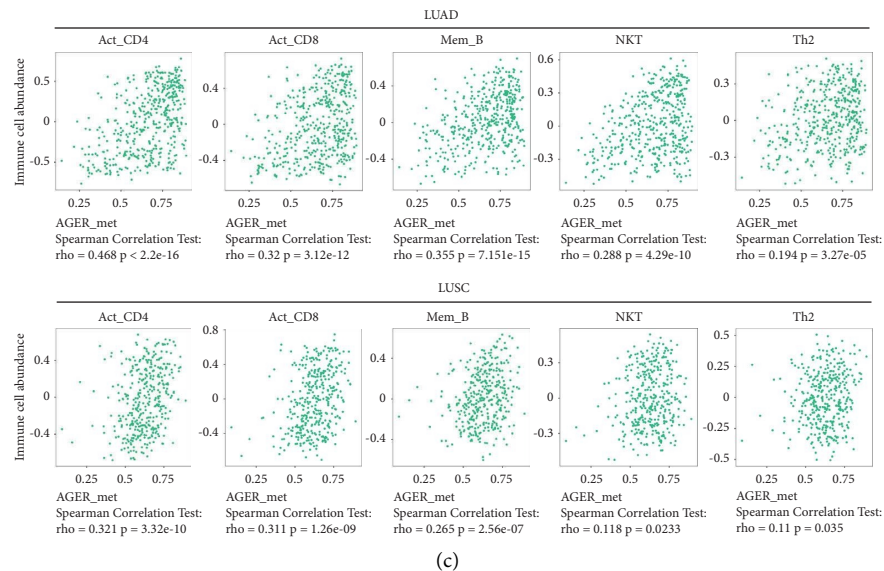 LUAD
Act_CD4 Act_CD8 Mem_B NKT Th2
Immune cell abundance
0.5 0 -0.5
0.4 0 -0.4
0.4 0 -0.4
0.6 0.3 0 -0.3
0.3 0 -0.3
0.25 0.5 0.75 0.25 0.5 0.75 0.25 0.5 0.75 0.25 0.5 0.75 0.25 0.5 0.75
AGER_met AGER_met AGER_met AGER_met AGER_met
Spearman Correlation Test: Spearman Correlation Test: Spearman Correlation Test: Spearman Correlation Test: Spearman Correlation Test:
rho = 0.468 p < 2.2e-16 rho = 0.32 p = 3.12e-12 rho = 0.355 p = 7.151e-15 rho = 0.288 p = 4.29e-10 rho = 0.194 p = 3.27e-05
LUSC
Act_CD4 Act_CD8 Mem_B NKT Th2
Immune cell abundance
0.4 0 -0.4
0.8 0.4 0 -0.4
0.4 0 -0.4
0.3 0 -0.3
0.50 0.25 0.00 -0.25 -0.5
0.25 0.5 0.75 0.25 0.5 0.75 0.25 0.5 0.75 0.25 0.5 0.75 0.25 0.5 0.75
AGER_met AGER_met AGER_met AGER_met AGER_met
Spearman Correlation Test: Spearman Correlation Test: Spearman Correlation Test: Spearman Correlation Test: Spearman Correlation Test:
rho = 0.321 p = 3.32e-10 rho = 0.311 p = 1.26e-09 rho = 0.265 p = 2.56e-07 rho = 0.118 p = 0.0233 rho = 0.11 p = 0.035
(c)